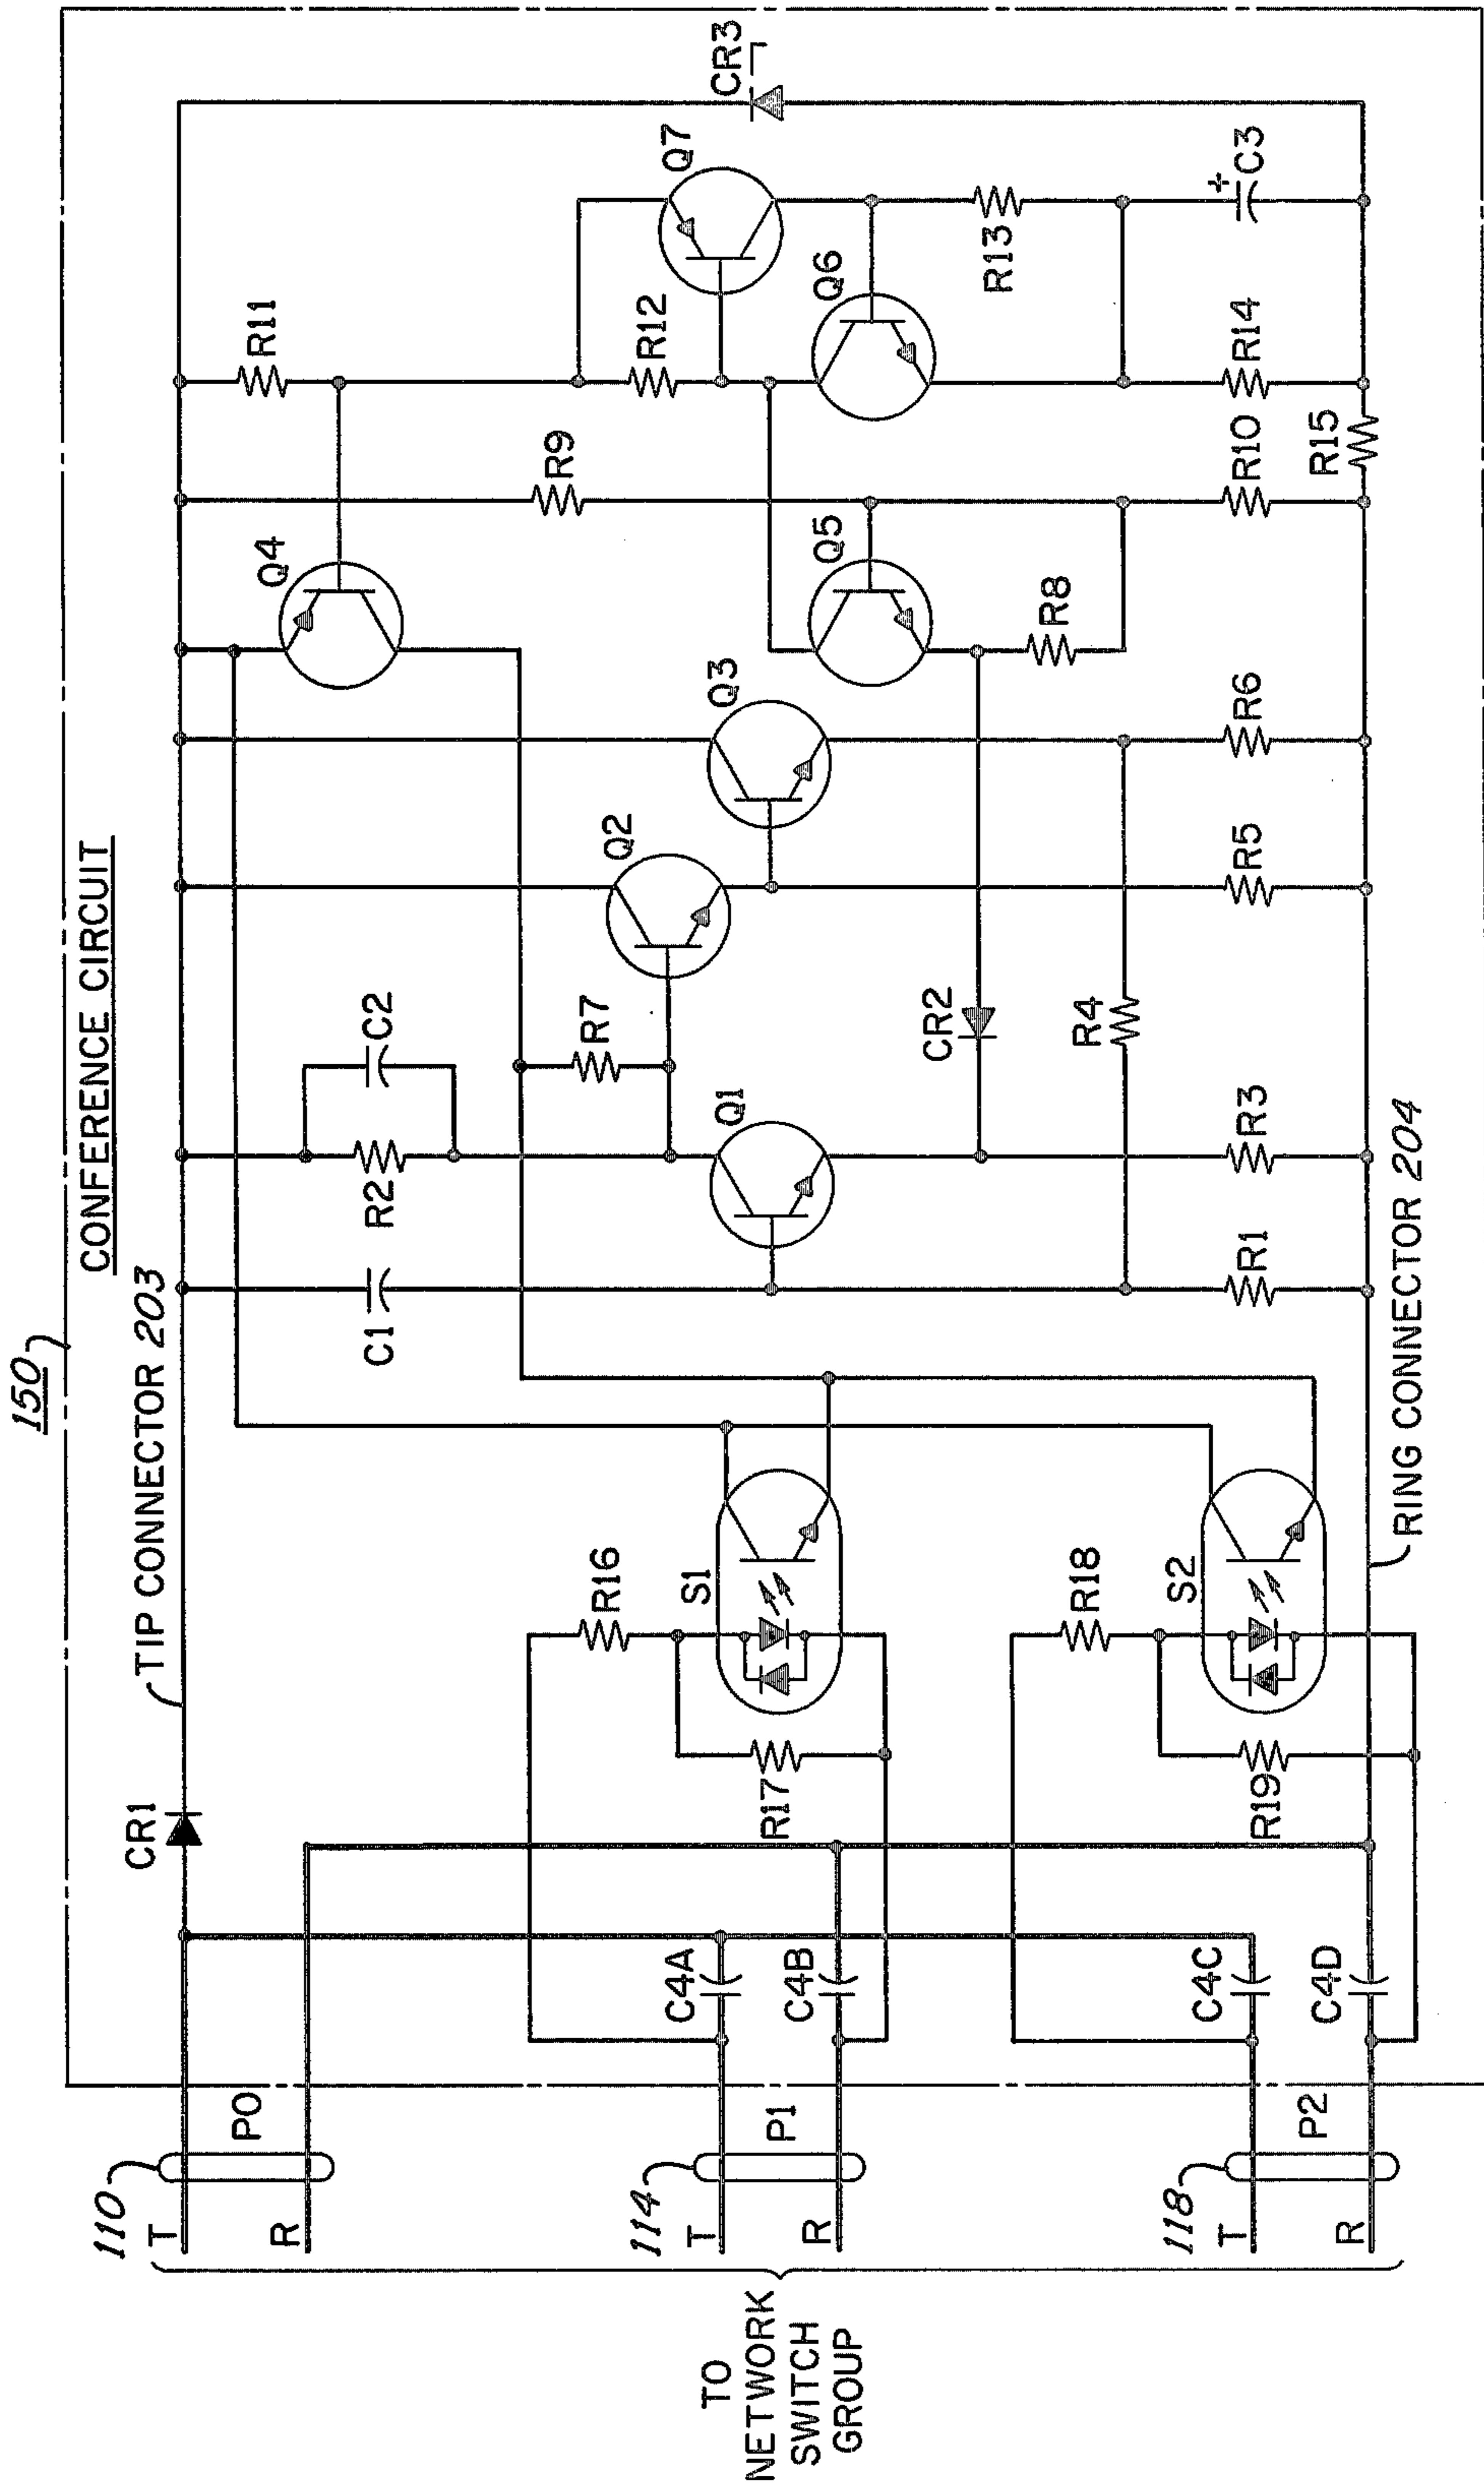 150
CONFERENCE CIRCUIT
TIP CONNECTOR 203
CR1
110
T
P0
R
114
T
P1
R
118
T
P2
R
TO
NETWORK
SWITCH
GROUP
C4A
C4B
C4C
C4D
R16
R17
S1
R18
R19
S2
RING CONNECTOR 204
C1
R1
R2
C2
Q1
R3
R7
CR2
R4
Q2
R5
Q3
R6
Q4
Q5
R8
R9
R10
R11
R12
Q6
R14
R15
Q7
R13
+
C3
CR3